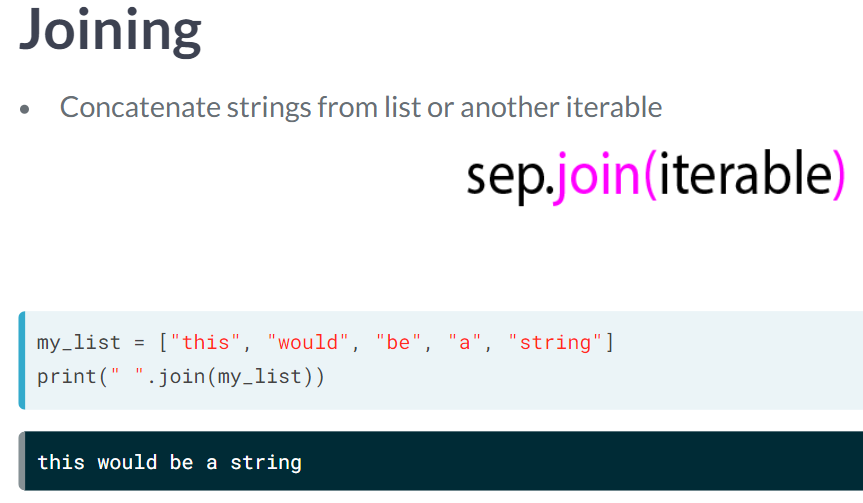 Joining
• Concatenate strings from list or another iterable
sep.join(iterable)
my_list = ["this", "would", "be", "a", "string"]
print(" ".join(my_list))
this would be a string